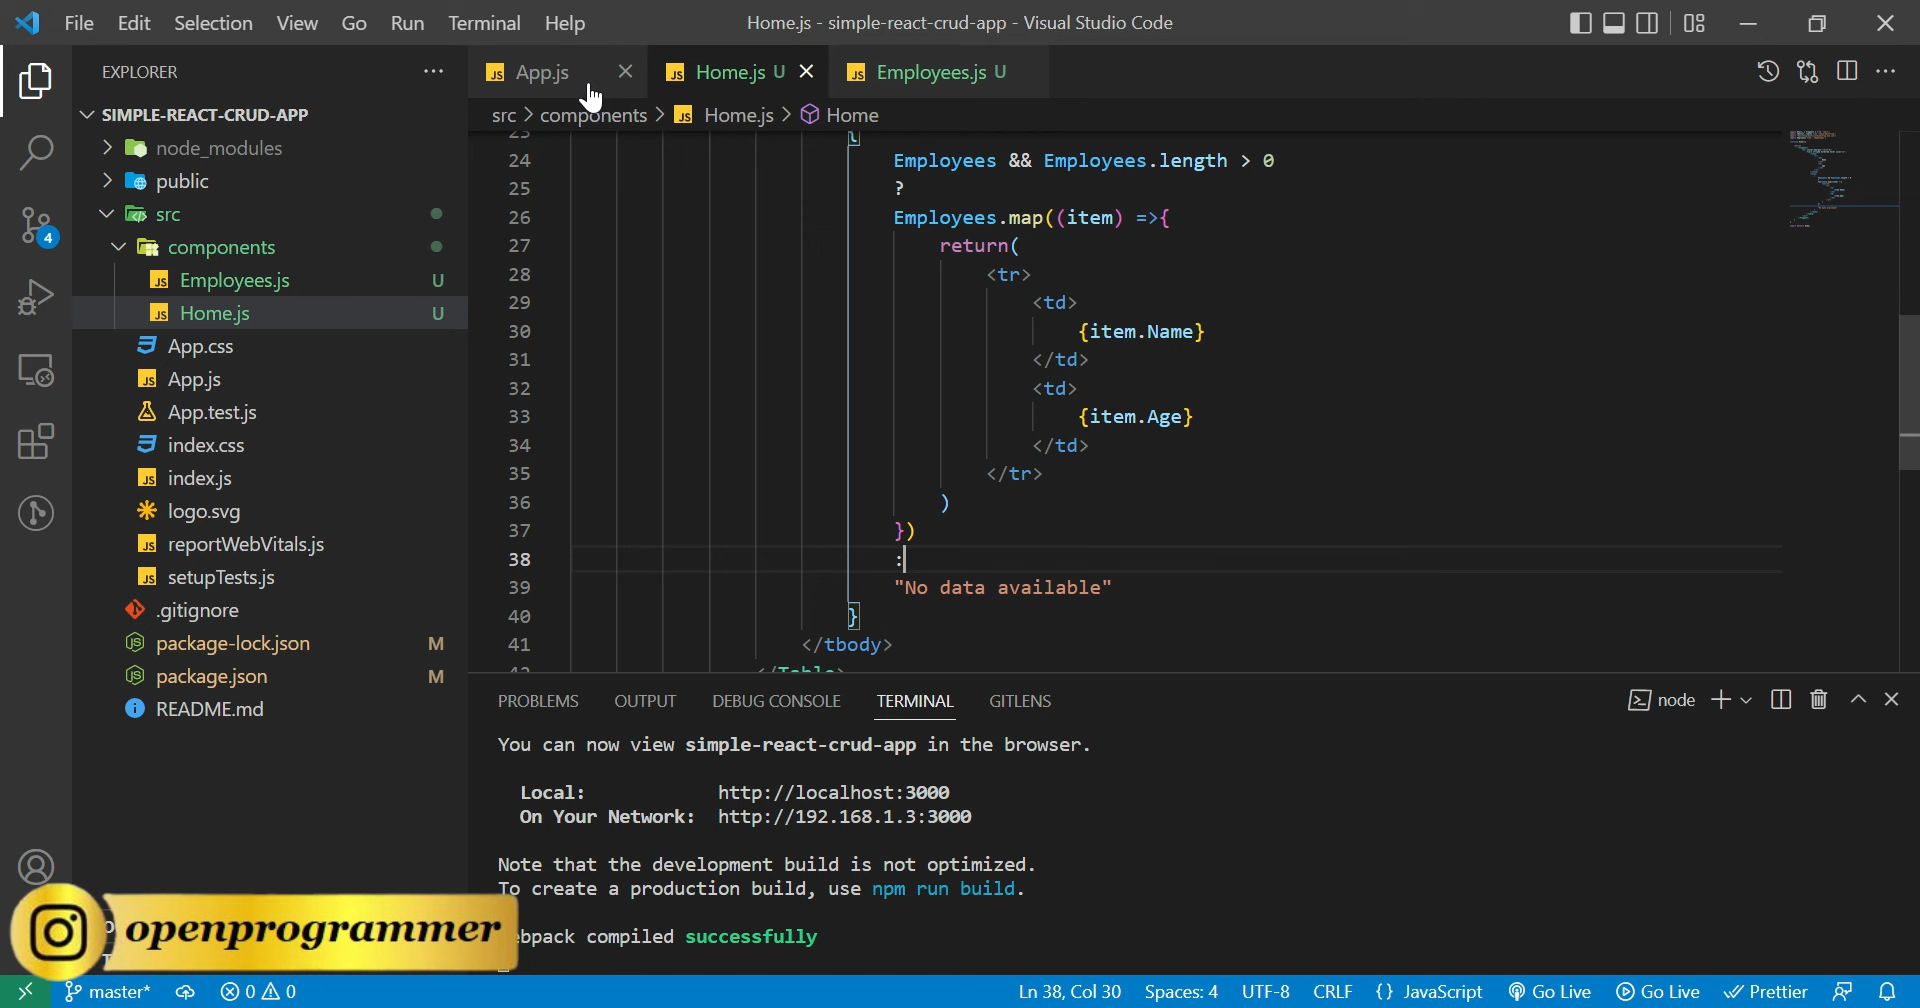 File Edit Selection View Go Run Terminal Help
Home.js - simple-react-crud-app - Visual Studio Code
EXPLORER
SIMPLE-REACT-CRUD-APP
node_modules
public
src
components
Employees.js U
Home.js U
App.css
App.js
App.test.js
index.css
index.js
logo.svg
reportWebVitals.js
setupTests.js
.gitignore
package-lock.json M
package.json M
README.md
4
JS App.js
JS Home.js U
JS Employees.js U
src > components > JS Home.js > Home
23 {
24 Employees && Employees.length > 0
25 ?
26 Employees.map((item) =>{
27 return(
28 <tr>
29 <td>
30 {item.Name}
31 </td>
32 <td>
33 {item.Age}
34 </td>
35 </tr>
36 )
37 })
38 :
39 "No data available"
40 }
41 </tbody>
42 </Table>
PROBLEMS OUTPUT DEBUG CONSOLE TERMINAL GITLENS
node
You can now view simple-react-crud-app in the browser.
Local: http://localhost:3000
On Your Network: http://192.168.1.3:3000
Note that the development build is not optimized.
To create a production build, use npm run build.
compiled successfully
openprogrammer
master* 0 0
Ln 38, Col 30 Spaces: 4 UTF-8 CRLF {} JavaScript Go Live Go Live Prettier